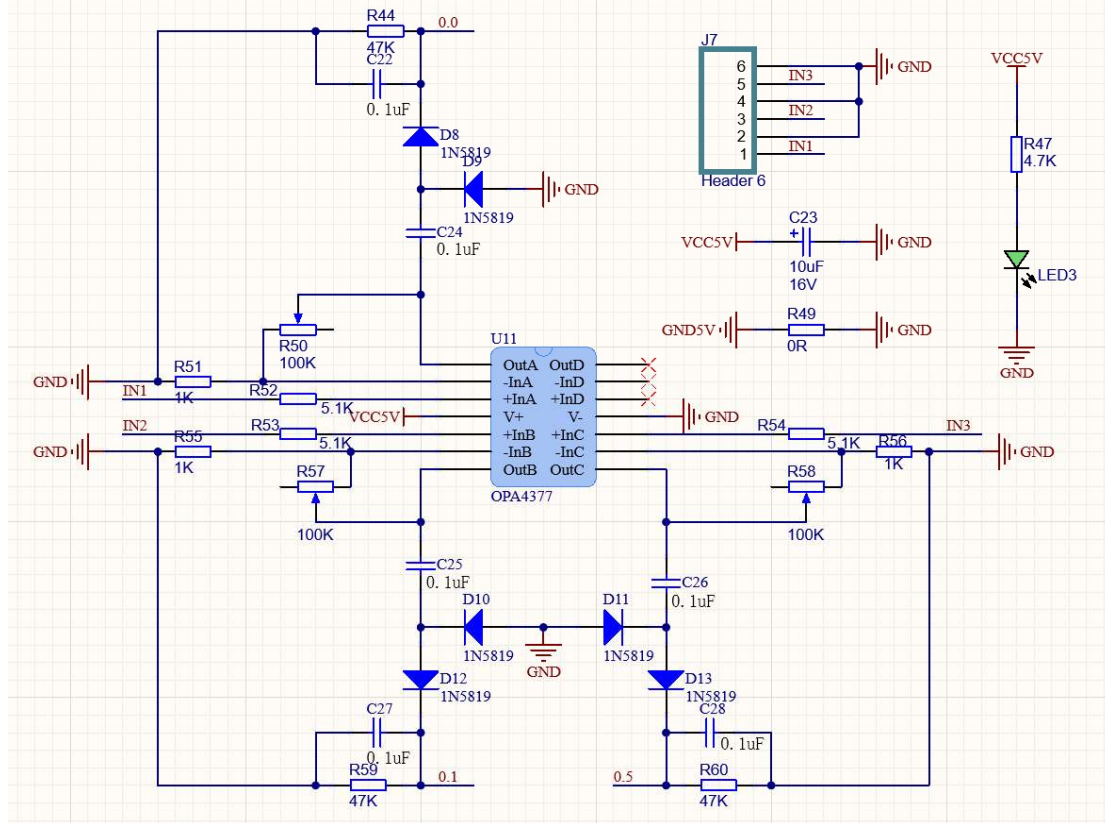 R44
0.0
47K
C22
0.1uF
D8
1N5819
D9
GND
1N5819
C24
0.1uF
J7
6
GND
5
IN3
4
3
IN2
2
1
IN1
Header 6
VCC5V
R47
4.7K
C23
VCC5V
+
GND
10uF
16V
LED3
R49
GND5V
GND
0R
GND
R50
100K
U11
OutA
OutD
R51
GND
-InA
-InD
1K
IN1
R52
+InA
+InD
5.1K
VCC5V
V+
V-
GND
IN2
R53
+InB
+InC
R54
IN3
5.1K
5.1K
R55
GND
-InB
-InC
R56
GND
1K
1K
R57
OutB
OutC
R58
OPA4377
100K
100K
C25
0.1uF
C26
0.1uF
D10
D11
1N5819
1N5819
GND
D12
1N5819
D13
1N5819
C27
0.1uF
C28
0.1uF
R59
0.1
0.5
R60
47K
47K